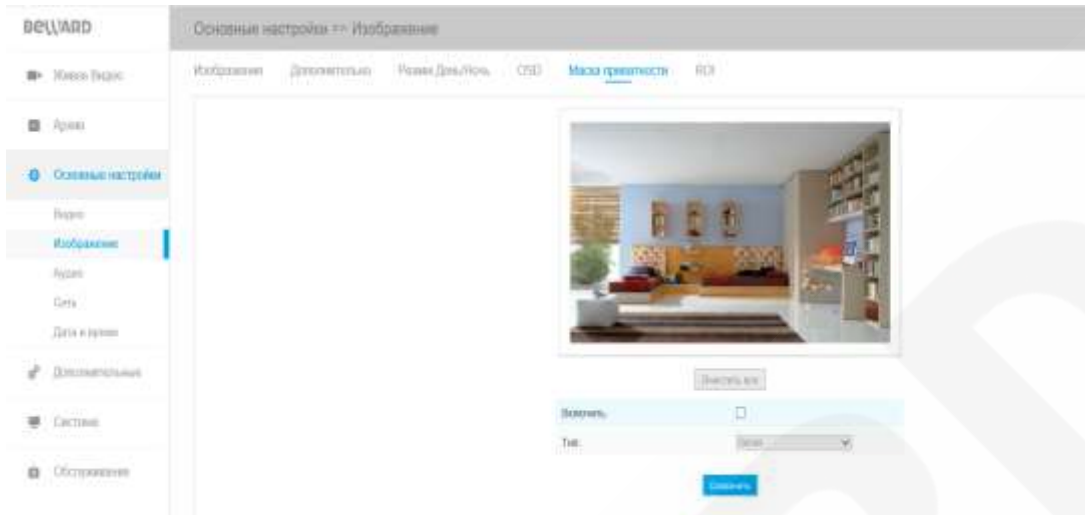 BEWARD
Основные настройки >> Изображение
Изображение Дополнительно Режим День/Ночь OSD Маска приватности ROI
Живое Видео
Архив
Основные настройки
Видео
Изображение
Аудио
Сеть
Дата и время
Дополнительные
Система
Обслуживание
Очистить все
Включить
Тип:
Сохранить